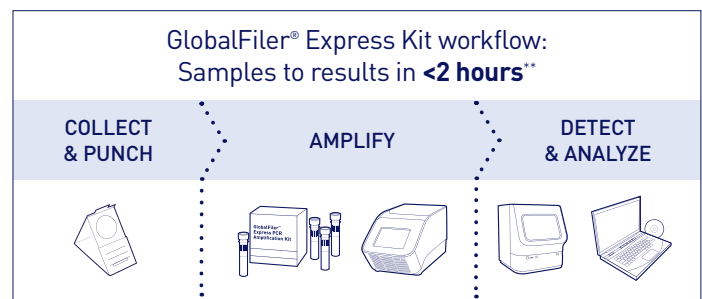 GlobalFiler® Express Kit workflow:
Samples to results in <2 hours**
COLLECT
& PUNCH
AMPLIFY
DETECT
& ANALYZE
GlobalFiler™
Express PCR
Amplification Kit